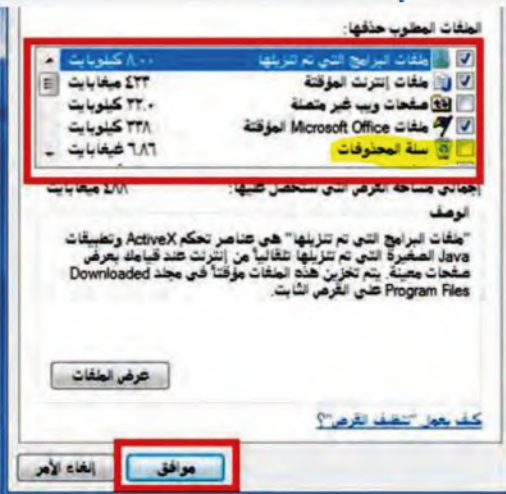 الملفات المطلوب حذفها:
ملفات البرامج التي تم تنزيلها ٨.٠٠ كيلوبايت
ملفات إنترنت المؤقتة ٤٢٣ ميغابايت
صفحات ويب غير متصلة ٢٢.٠ كيلوبايت
ملفات Microsoft Office المؤقتة ٢٣٨ كيلوبايت
سلة المحذوفات ٦.٨٦ غيغابايت
إجمالي مساحة القرص التي ستحصل عليها: ٤٨٨ ميغابايت
الوصف
"ملفات البرامج التي تم تنزيلها" هي عناصر تحكم ActiveX وتطبيقات
Java الصغيرة التي تم تنزيلها تلقائياً من إنترنت عند قيامك بعرض
صفحات معينة. يتم تخزين هذه الملفات مؤقتاً في مجلد Downloaded
Program Files على القرص الثابت.
عرض الملفات
كيف يعمل "تنظيف القرص"؟
موافق
إلغاء الأمر